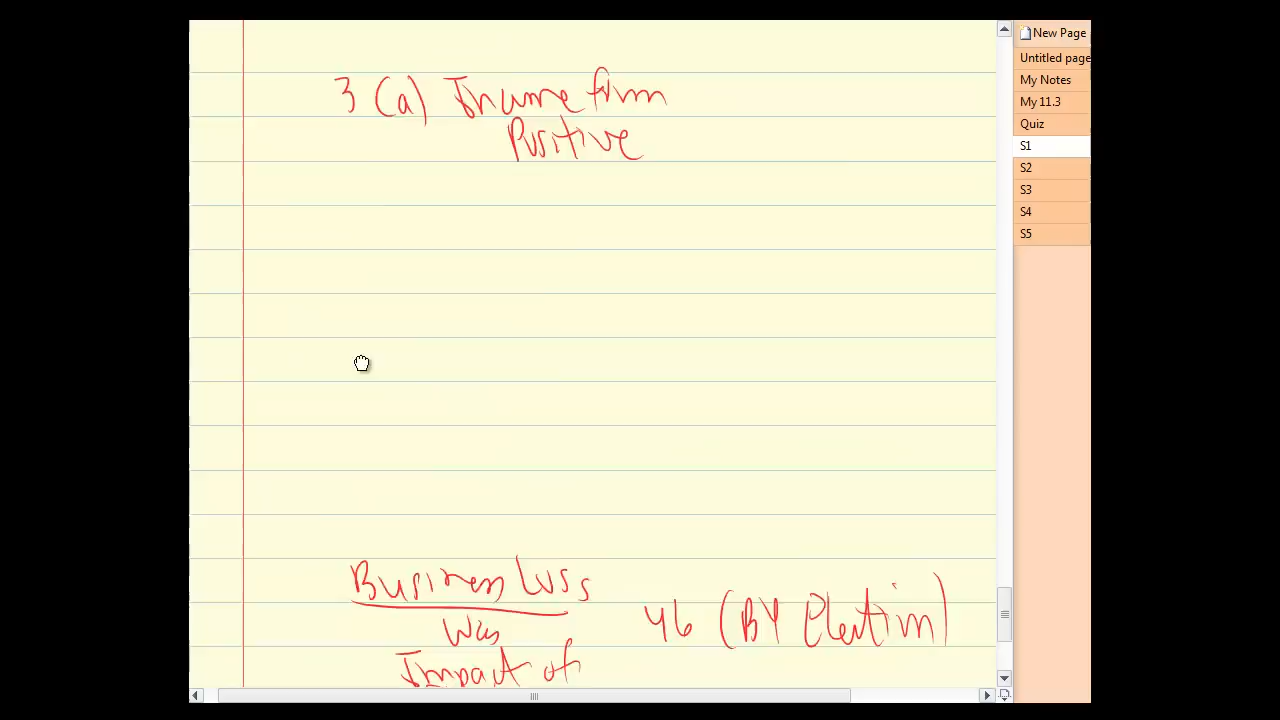 3 (a) Income from
Positive
Business Loss
Was
Impact of
46 (BY Election)
New Page
Untitled page
My Notes
My 11.3
Quiz
S1
S2
S3
S4
S5